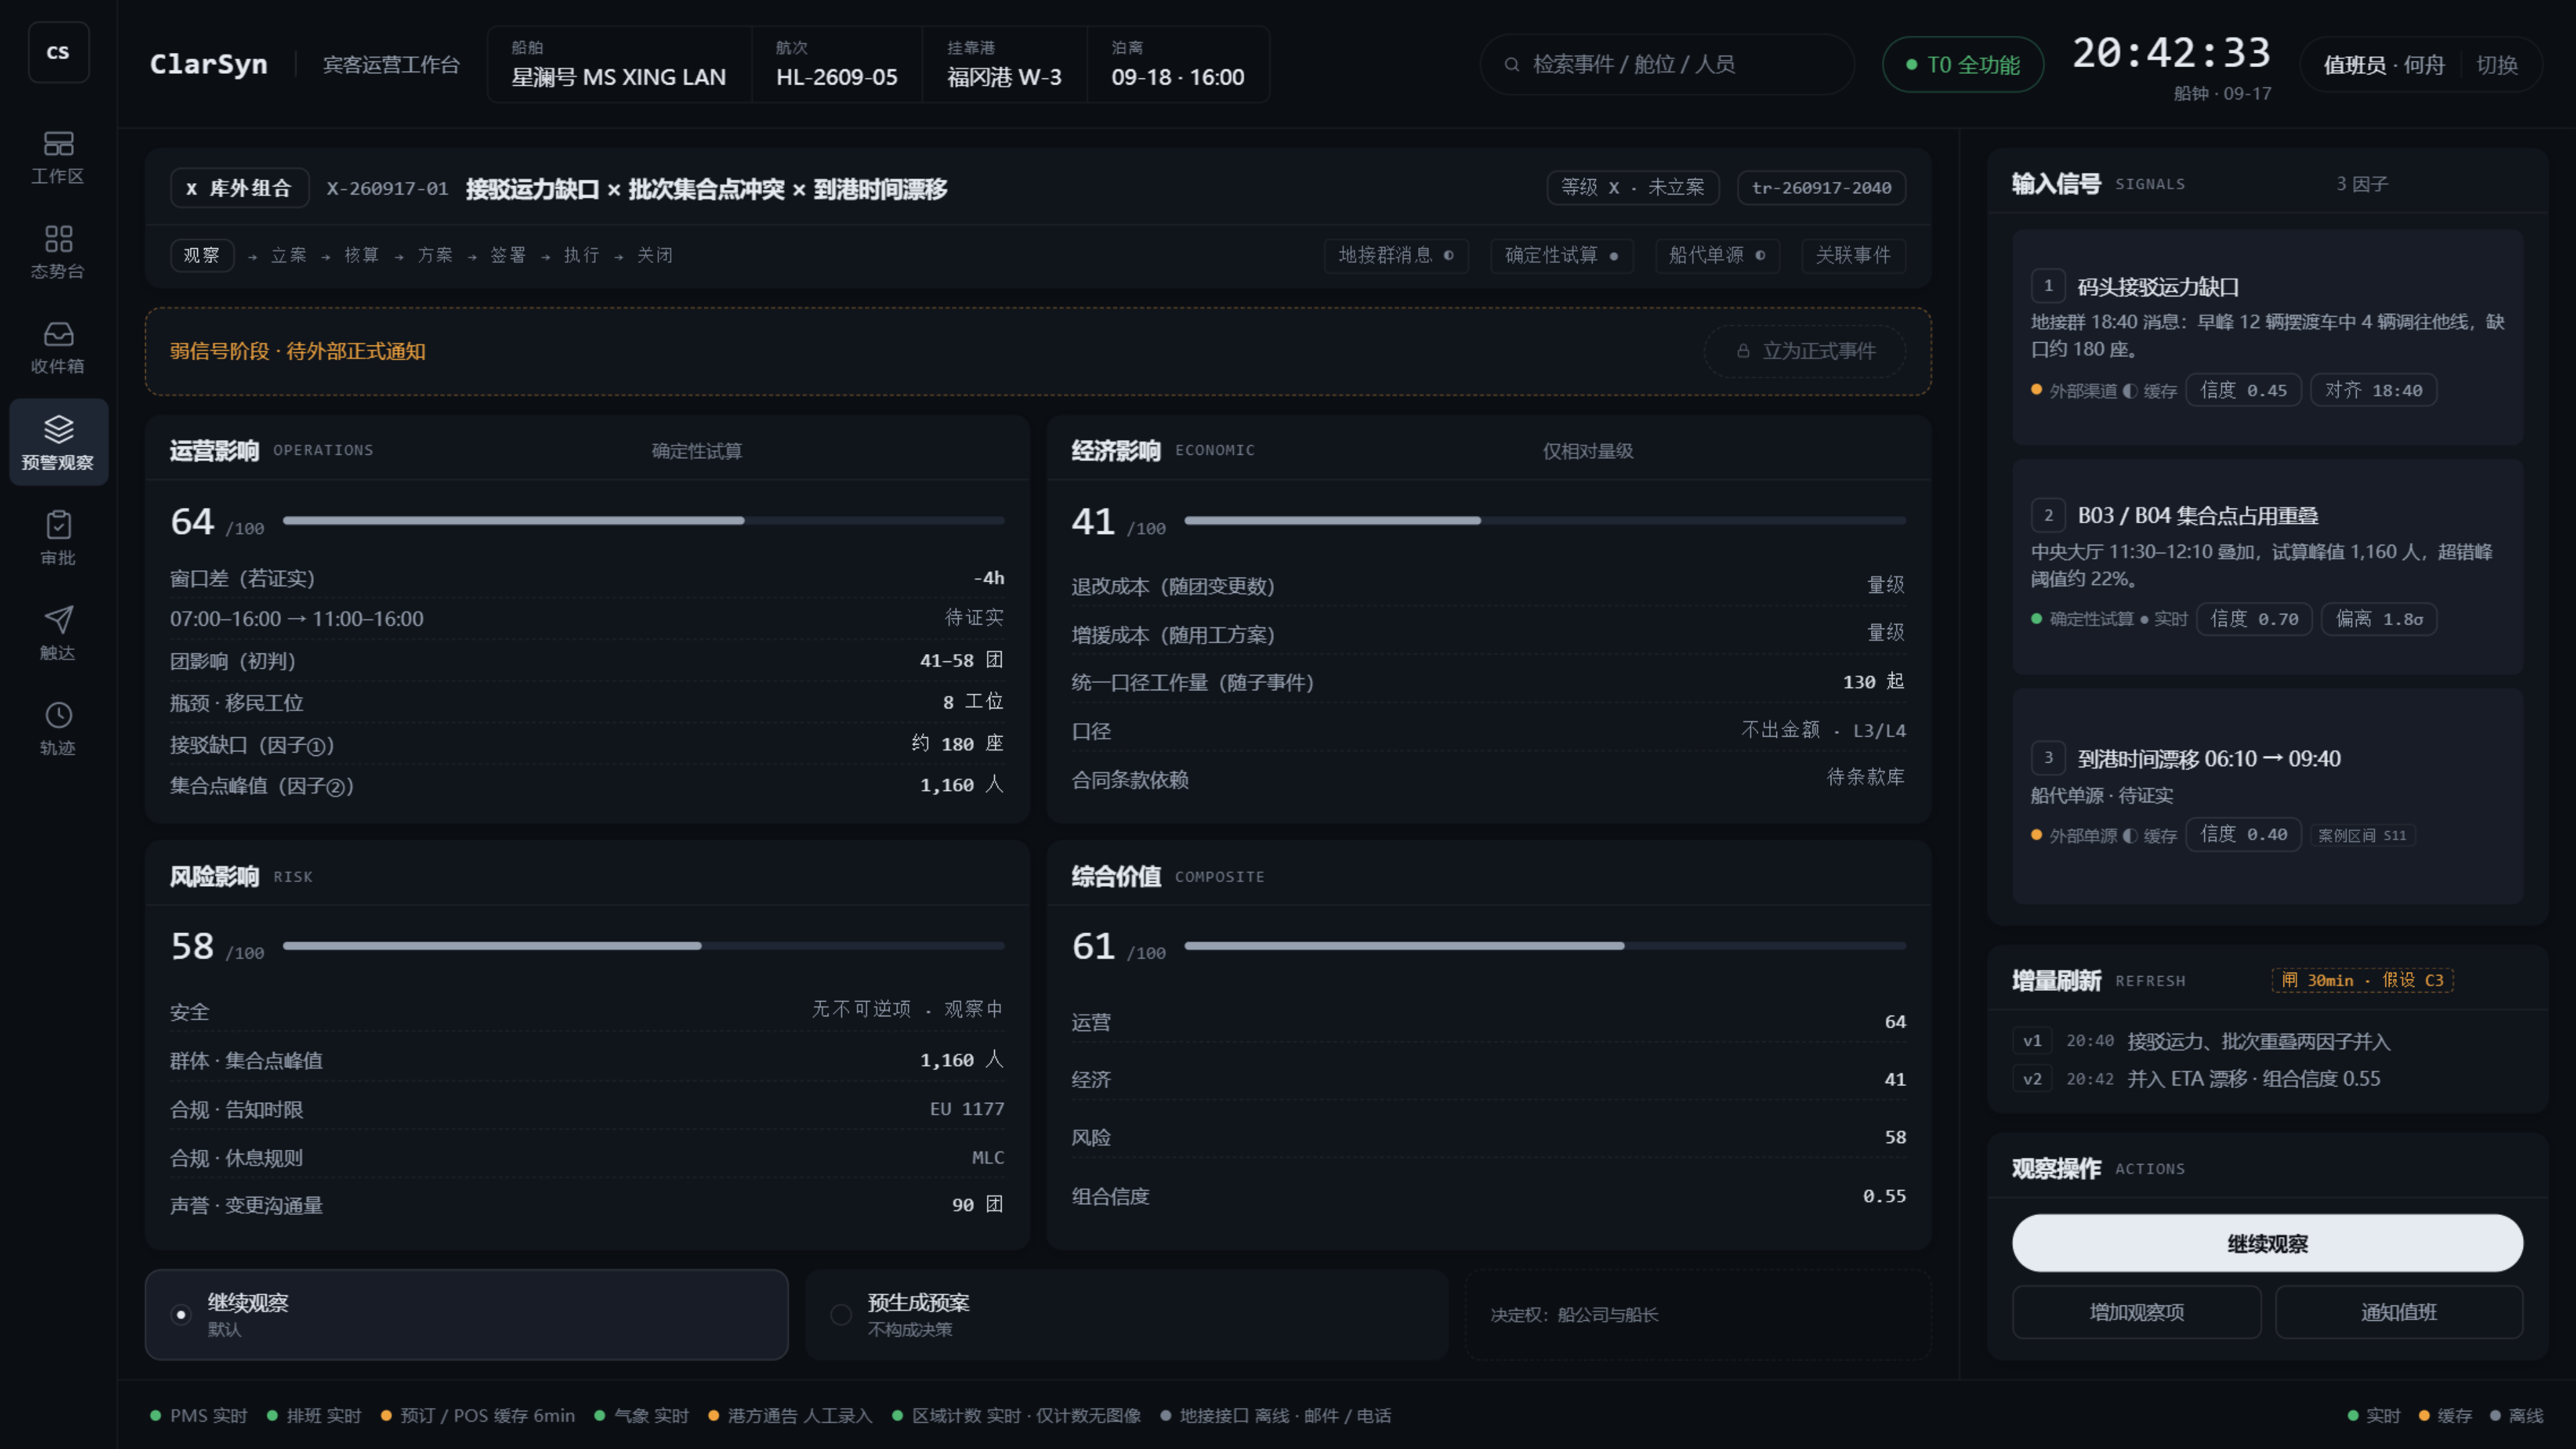 CS
工作区
态势台
收件箱
预警观察
审批
触达
轨迹
ClarSyn
宾客运营工作台
船舶
星澜号 MS XING LAN
航次
HL-2609-05
挂靠港
福冈港 W-3
泊离
09-18 · 16:00
检索事件 / 舱位 / 人员
T0 全功能
20:42:33
船钟 · 09-17
值班员 · 何舟
切换
X 库外组合
X-260917-01
接驳运力缺口 × 批次集合点冲突 × 到港时间漂移
等级 X · 未立案
tr-260917-2040
观察 → 立案 → 核算 → 方案 → 签署 → 执行 → 关闭
地接群消息 ◐
确定性试算 ●
船代单源 ◐
关联事件
弱信号阶段 · 待外部正式通知
立为正式事件
运营影响 OPERATIONS 确定性试算
64 /100
窗口差（若证实） -4h
07:00–16:00 → 11:00–16:00 待证实
团影响（初判） 41–58 团
瓶颈 · 移民工位 8 工位
接驳缺口（因子①） 约 180 座
集合点峰值（因子②） 1,160 人
经济影响 ECONOMIC 仅相对量级
41 /100
退改成本（随团变更数） 量级
增援成本（随用工方案） 量级
统一口径工作量（随子事件） 130 起
口径 不出金额 · L3/L4
合同条款依赖 待条款库
风险影响 RISK
58 /100
安全 无不可逆项 · 观察中
群体 · 集合点峰值 1,160 人
合规 · 告知时限 EU 1177
合规 · 休息规则 MLC
声誉 · 变更沟通量 90 团
综合价值 COMPOSITE
61 /100
运营 64
经济 41
风险 58
组合信度 0.55
继续观察
默认
预生成预案
不构成决策
决定权：船公司与船长
输入信号 SIGNALS 3 因子
1 码头接驳运力缺口
地接群 18:40 消息：早峰 12 辆摆渡车中 4 辆调往他线，缺
口约 180 座。
外部渠道 ◐ 缓存 信度 0.45 对齐 18:40
2 B03 / B04 集合点占用重叠
中央大厅 11:30–12:10 叠加，试算峰值 1,160 人，超错峰
阈值约 22%。
确定性试算 ● 实时 信度 0.70 偏离 1.8σ
3 到港时间漂移 06:10 → 09:40
船代单源 · 待证实
外部单源 ◐ 缓存 信度 0.40 案例区间 S11
增量刷新 REFRESH 闸 30min · 假设 C3
v1 20:40 接驳运力、批次重叠两因子并入
v2 20:42 并入 ETA 漂移 · 组合信度 0.55
观察操作 ACTIONS
继续观察
增加观察项
通知值班
PMS 实时 排班 实时 预订 / POS 缓存 6min 气象 实时 港方通告 人工录入 区域计数 实时 · 仅计数无图像 地接接口 离线 · 邮件 / 电话
实时 缓存 离线